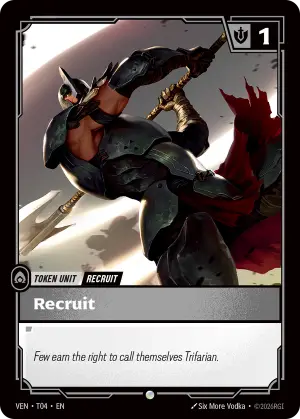 1
TOKEN UNIT RECRUIT
Recruit
Few earn the right to call themselves Trifarian.
VEN • T04 • EN Six More Vodka • ©2026RGI